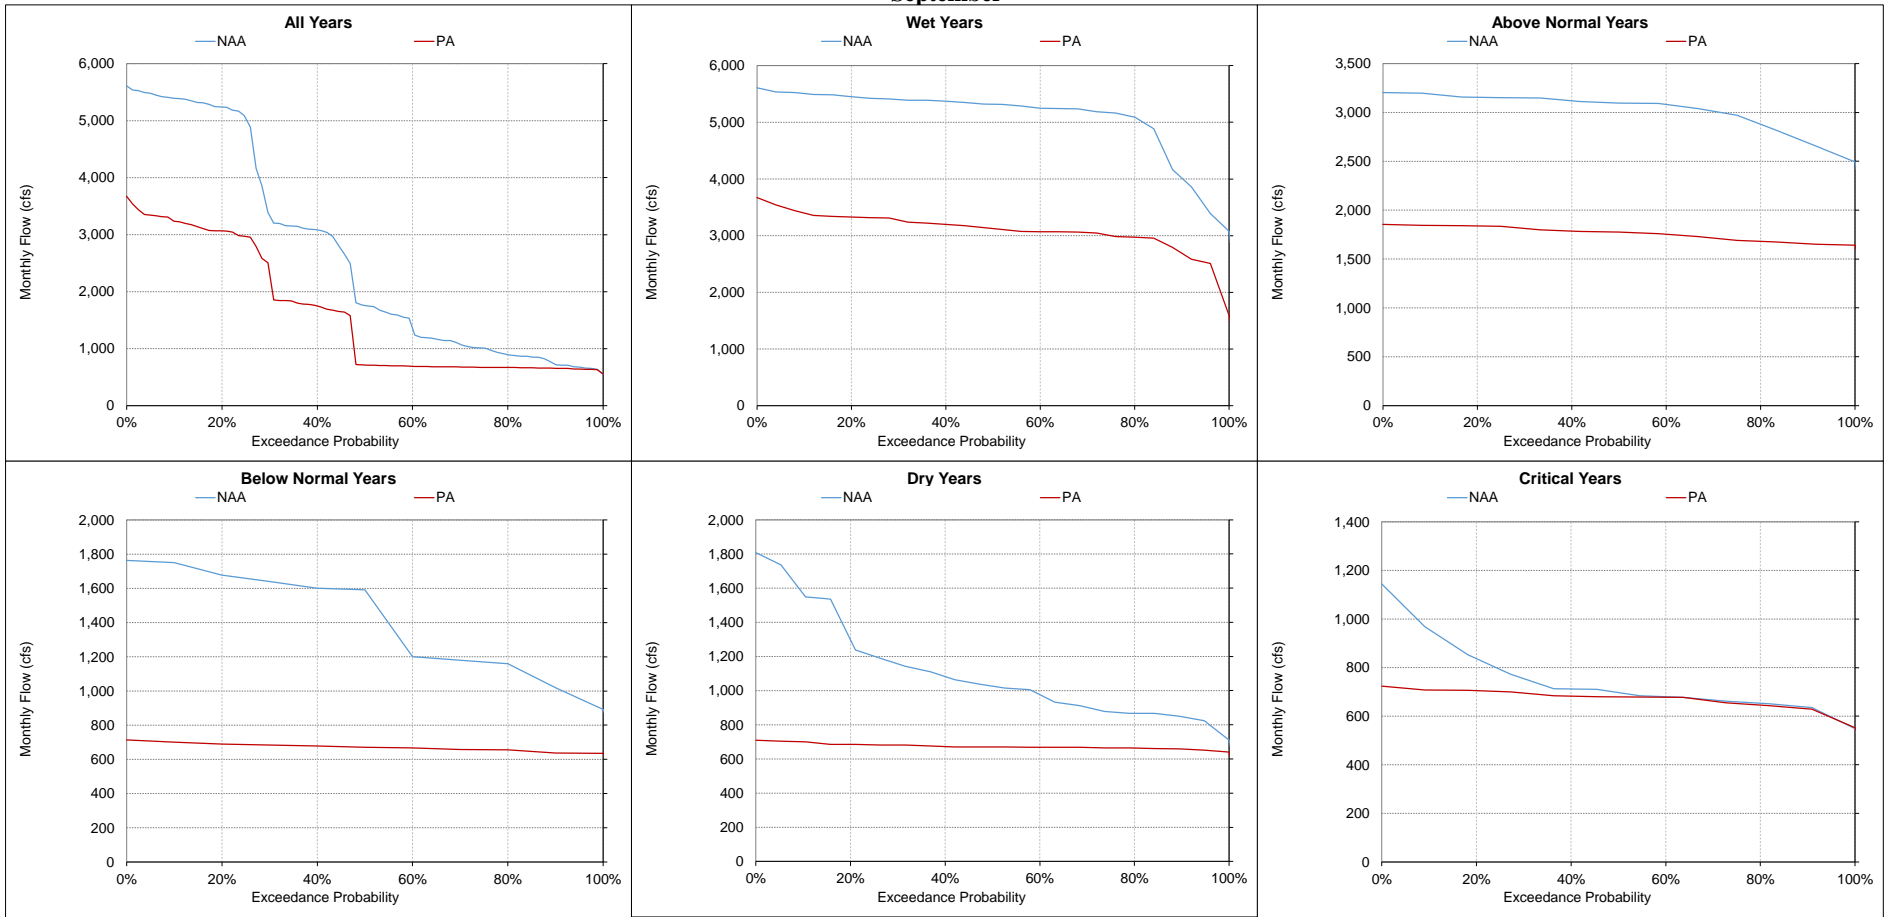 September
All Years
NAA PA
6,000
5,000
4,000
3,000
2,000
1,000
0
Monthly Flow (cfs)
0% 20% 40% 60% 80% 100%
Exceedance Probability
Wet Years
NAA PA
6,000
5,000
4,000
3,000
2,000
1,000
0
Monthly Flow (cfs)
0% 20% 40% 60% 80% 100%
Exceedance Probability
Above Normal Years
NAA PA
3,500
3,000
2,500
2,000
1,500
1,000
500
0
Monthly Flow (cfs)
0% 20% 40% 60% 80% 100%
Exceedance Probability
Below Normal Years
NAA PA
2,000
1,800
1,600
1,400
1,200
1,000
800
600
400
200
0
Monthly Flow (cfs)
0% 20% 40% 60% 80% 100%
Exceedance Probability
Dry Years
NAA PA
2,000
1,800
1,600
1,400
1,200
1,000
800
600
400
200
0
Monthly Flow (cfs)
0% 20% 40% 60% 80% 100%
Exceedance Probability
Critical Years
NAA PA
1,400
1,200
1,000
800
600
400
200
0
Monthly Flow (cfs)
0% 20% 40% 60% 80% 100%
Exceedance Probability